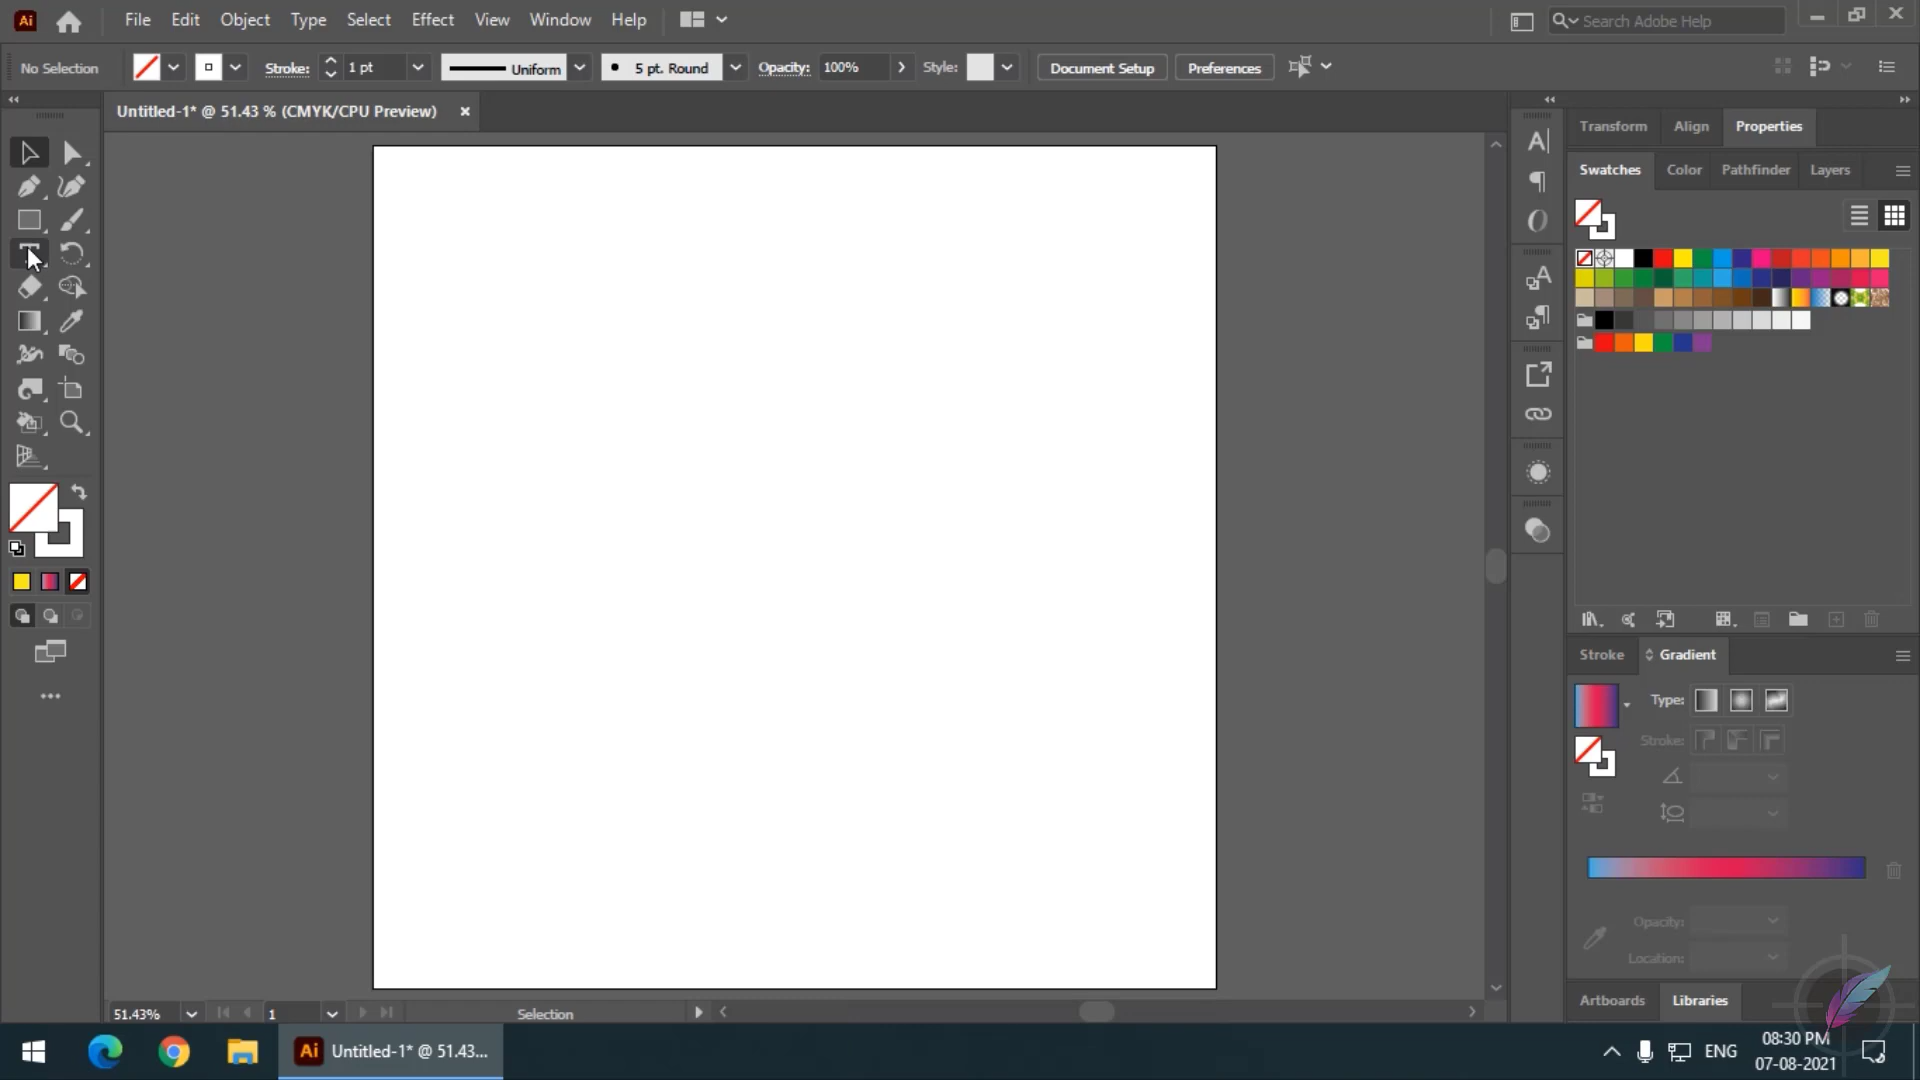 Ai File Edit Object Type Select Effect View Window Help Search Adobe Help
No Selection Stroke: 1 pt Uniform 5 pt. Round Opacity: 100% Style: Document Setup Preferences
Untitled-1* @ 51.43 % (CMYK/CPU Preview)
Transform Align Properties
Swatches Color Pathfinder Layers
Stroke Gradient
Type:
Stroke:
Opacity:
Location:
Artboards Libraries
51.43% 1 Selection
Ai Untitled-1* @ 51.43...
ENG
08:30 PM
07-08-2021